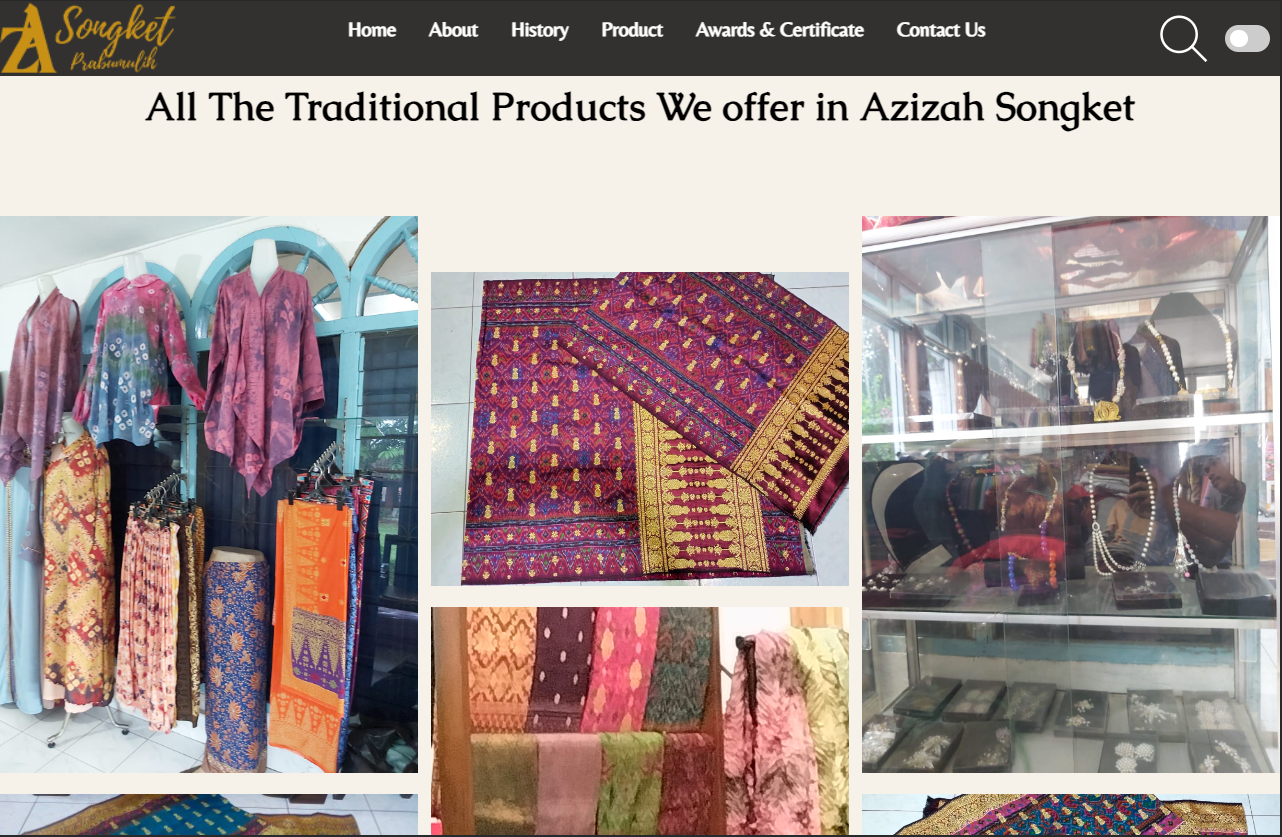 Songket
Prabumulih
Home About History Product Awards & Certificate Contact Us
All The Traditional Products We offer in Azizah Songket